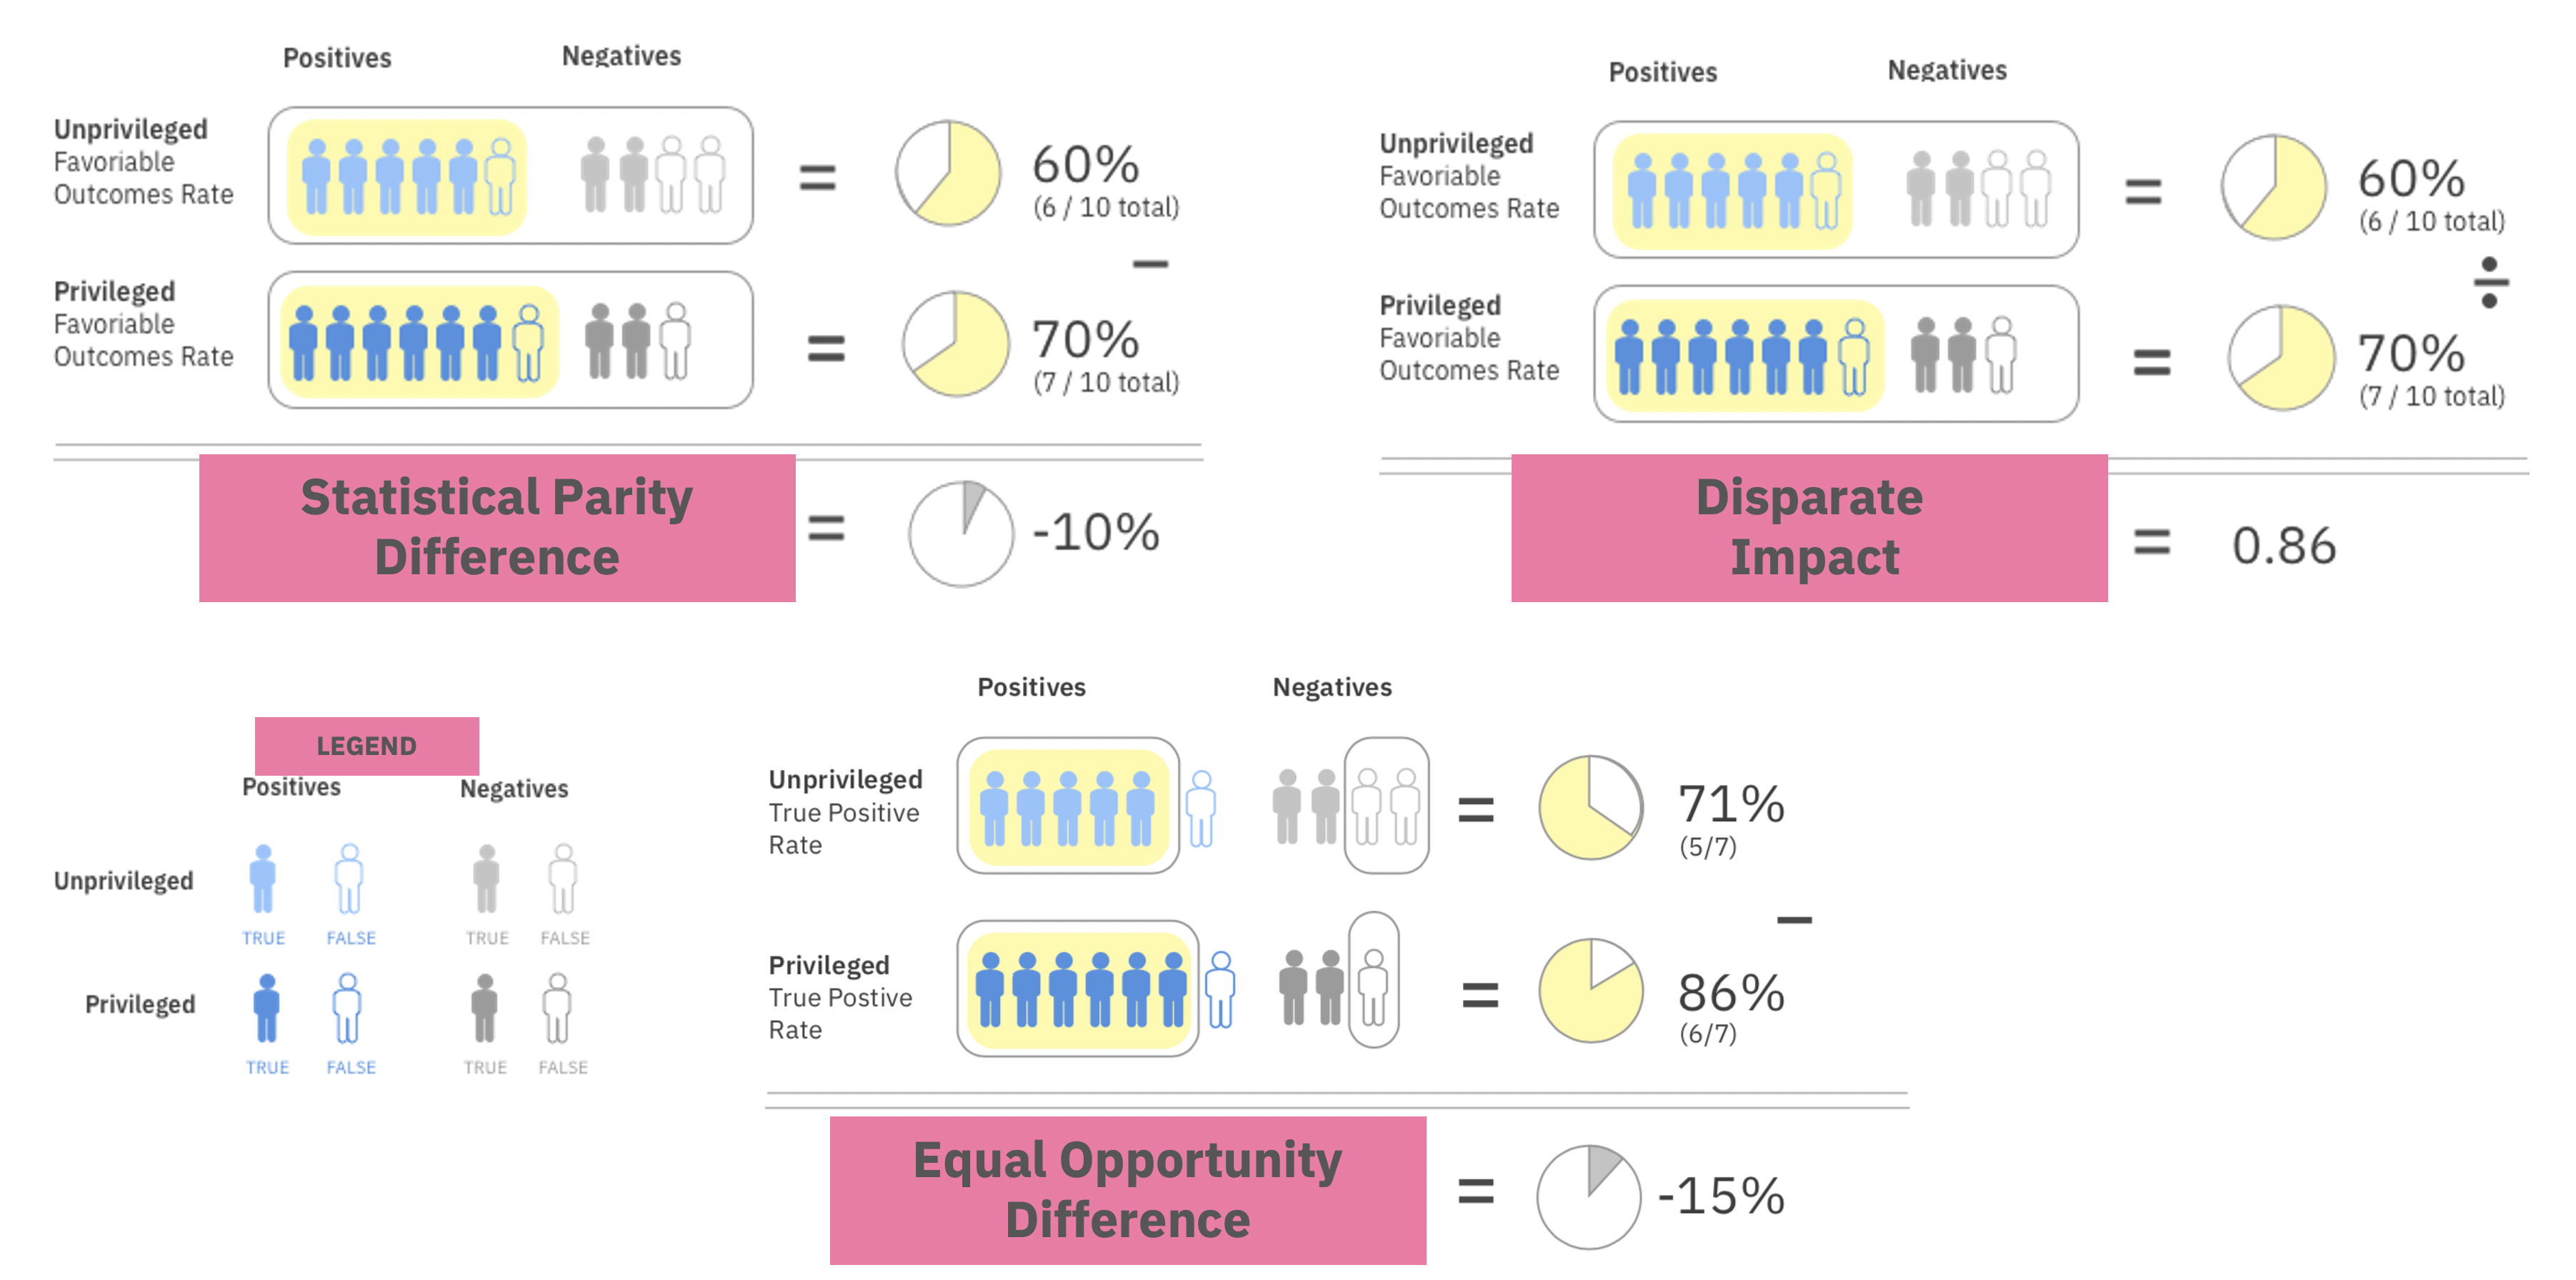 Positives Negatives
Unprivileged
Favoriable
Outcomes Rate
= 60%
(6 / 10 total)
–
Privileged
Favoriable
Outcomes Rate
= 70%
(7 / 10 total)
Statistical Parity
Difference
= -10%
Positives Negatives
Unprivileged
Favoriable
Outcomes Rate
= 60%
(6 / 10 total)
÷
Privileged
Favoriable
Outcomes Rate
= 70%
(7 / 10 total)
Disparate
Impact
= 0.86
LEGEND
Positives Negatives
Unprivileged
TRUE FALSE TRUE FALSE
Privileged
TRUE FALSE TRUE FALSE
Positives Negatives
Unprivileged
True Positive
Rate
= 71%
(5/7)
–
Privileged
True Postive
Rate
= 86%
(6/7)
Equal Opportunity
Difference
= -15%